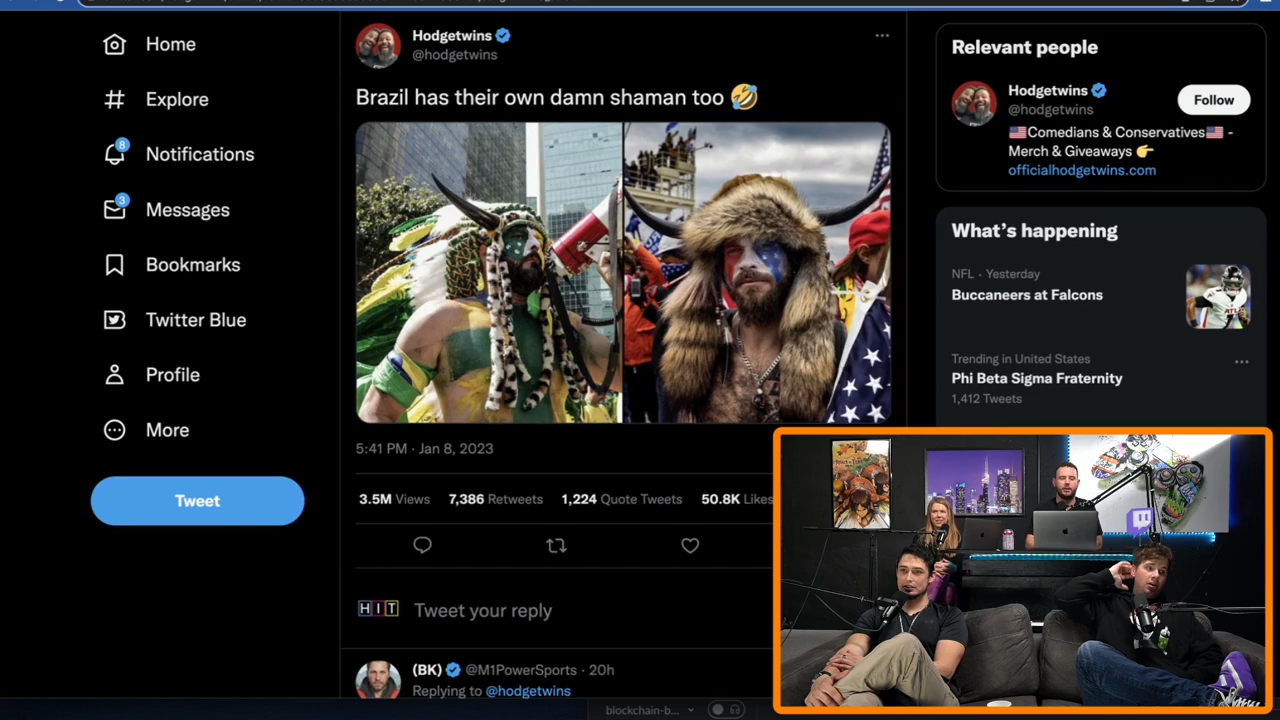 Home
Explore
8
Notifications
3
Messages
Bookmarks
Twitter Blue
Profile
More
Tweet
Hodgetwins
@hodgetwins
Brazil has their own damn shaman too 🤣
5:41 PM · Jan 8, 2023
3.5M Views 7,386 Retweets 1,224 Quote Tweets 50.8K Likes
HIT Tweet your reply
(BK) @M1PowerSports · 20h
Replying to @hodgetwins
Relevant people
Hodgetwins
@hodgetwins
Follow
🇺🇸Comedians & Conservatives🇺🇸 -
Merch & Giveaways 👉
officialhodgetwins.com
What's happening
NFL · Yesterday
Buccaneers at Falcons
Trending in United States
Phi Beta Sigma Fraternity
1,412 Tweets
blockchain-b...